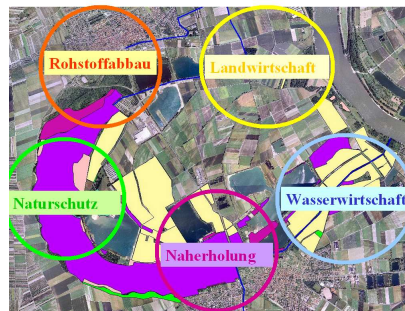 Rohstoffabbau
Landwirtschaft
Naturschutz
Wasserwirtschaft
Naherholung